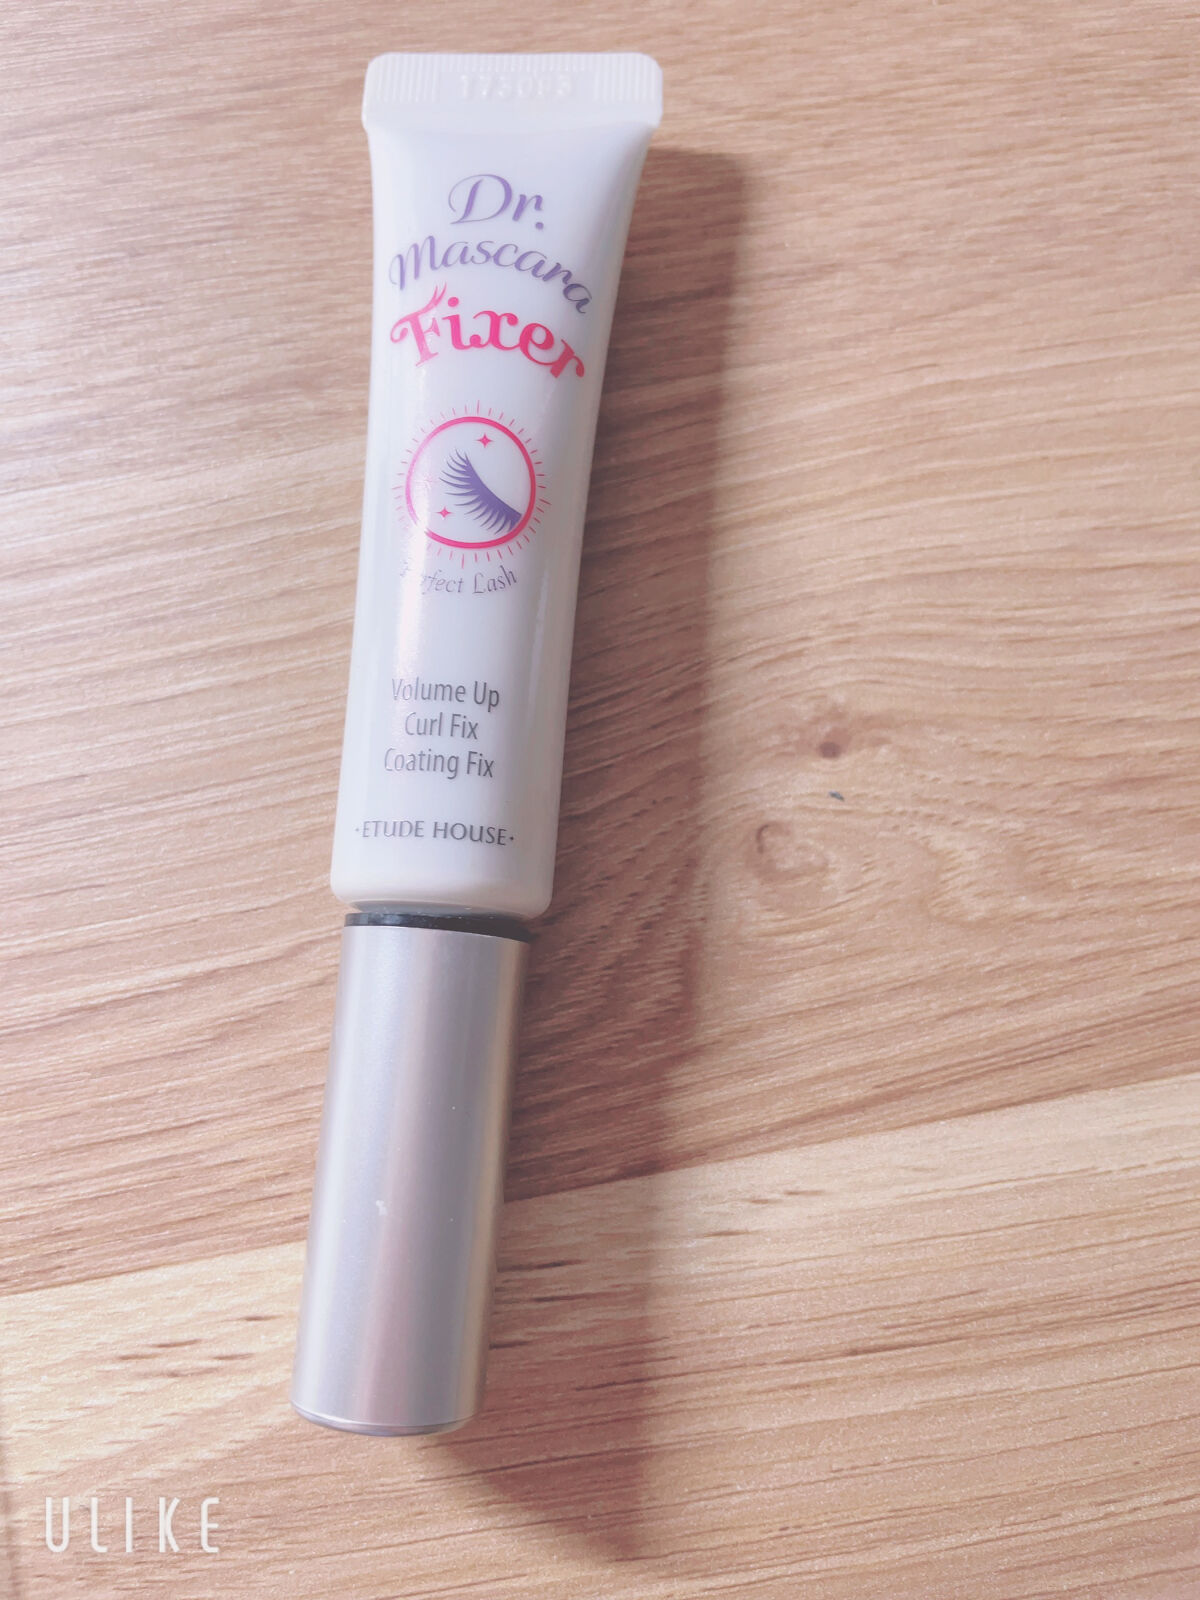 Dr.
Mascara
Fixer
Perfect Lash
Volume Up
Curl Fix
Coating Fix
·ETUDE HOUSE·
ULIKE